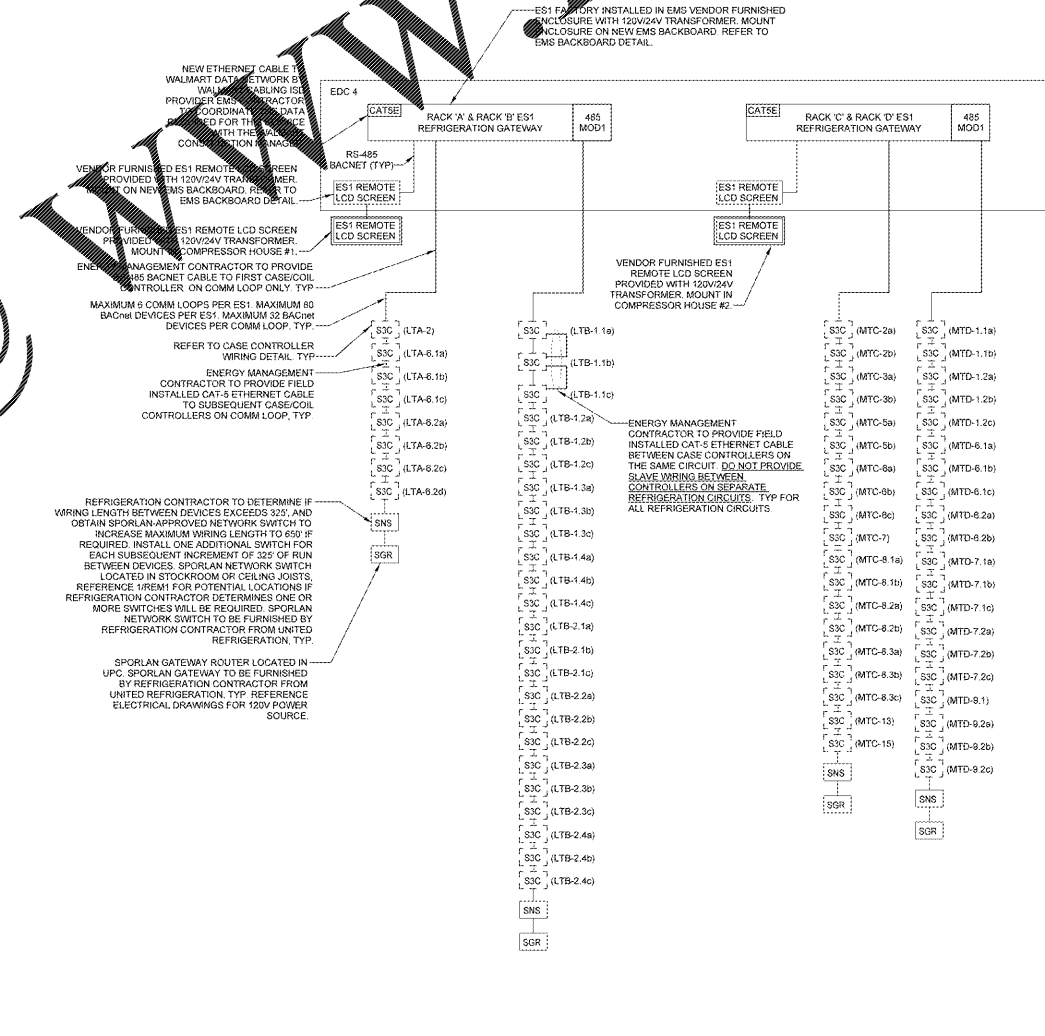 ES1 FACTORY INSTALLED IN EMS VENDOR FURNISHED
ENCLOSURE WITH 120V/24V TRANSFORMER. MOUNT
ENCLOSURE ON NEW EMS BACKBOARD. REFER TO
EMS BACKBOARD DETAIL.
NEW ETHERNET CABLE TO
WALMART DATA NETWORK BY
WALMART CABLING ISD
PROVIDER EMS CONTRACTOR
TO COORDINATE DATA
FOR THE
WITH THE WALMART
CONSTRUCTION MANAGER
VENDOR FURNISHED ES1 REMOTE LCD SCREEN
PROVIDED WITH 120V/24V TRANSFORMER.
MOUNT ON NEW EMS BACKBOARD. REFER TO
EMS BACKBOARD DETAIL.
VENDOR FURNISHED ES1 REMOTE LCD SCREEN
PROVIDED WITH 120V/24V TRANSFORMER.
MOUNT IN COMPRESSOR HOUSE #1.
ENERGY MANAGEMENT CONTRACTOR TO PROVIDE
RS-485 BACNET CABLE TO FIRST CASE/COIL
CONTROLLER ON COMM LOOP ONLY. TYP
MAXIMUM 6 COMM LOOPS PER ES1. MAXIMUM 80
BACnet DEVICES PER ES1. MAXIMUM 32 BACnet
DEVICES PER COMM LOOP, TYP.
REFER TO CASE CONTROLLER
WIRING DETAIL. TYP
ENERGY MANAGEMENT
CONTRACTOR TO PROVIDE FIELD
INSTALLED CAT-5 ETHERNET CABLE
TO SUBSEQUENT CASE/COIL
CONTROLLERS ON COMM LOOP, TYP
REFRIGERATION CONTRACTOR TO DETERMINE IF
WIRING LENGTH BETWEEN DEVICES EXCEEDS 325', AND
OBTAIN SPORLAN-APPROVED NETWORK SWITCH TO
INCREASE MAXIMUM WIRING LENGTH TO 650' IF
REQUIRED. INSTALL ONE ADDITIONAL SWITCH FOR
EACH SUBSEQUENT INCREMENT OF 325' OF RUN
BETWEEN DEVICES. SPORLAN NETWORK SWITCH
LOCATED IN STOCKROOM OR CEILING JOISTS,
REFERENCE 1/REM1 FOR POTENTIAL LOCATIONS IF
REFRIGERATION CONTRACTOR DETERMINES ONE OR
MORE SWITCHES WILL BE REQUIRED. SPORLAN
NETWORK SWITCH TO BE FURNISHED BY
REFRIGERATION CONTRACTOR FROM UNITED
REFRIGERATION, TYP.
SPORLAN GATEWAY ROUTER LOCATED IN
UPC. SPORLAN GATEWAY TO BE FURNISHED
BY REFRIGERATION CONTRACTOR FROM
UNITED REFRIGERATION, TYP. REFERENCE
ELECTRICAL DRAWINGS FOR 120V POWER
SOURCE.
EDC 4
CAT5E
RACK 'A' & RACK 'B' ES1
REFRIGERATION GATEWAY
485
MOD1
RS-485
BACNET (TYP)
ES1 REMOTE
LCD SCREEN
ES1 REMOTE
LCD SCREEN
CAT5E
RACK 'C' & RACK 'D' ES1
REFRIGERATION GATEWAY
485
MOD1
ES1 REMOTE
LCD SCREEN
ES1 REMOTE
LCD SCREEN
VENDOR FURNISHED ES1
REMOTE LCD SCREEN
PROVIDED WITH 120V/24V
TRANSFORMER. MOUNT IN
COMPRESSOR HOUSE #2.
S3C (LTA-2)
S3C (LTA-6.1a)
S3C (LTA-6.1b)
S3C (LTA-6.1c)
S3C (LTA-6.2a)
S3C (LTA-6.2b)
S3C (LTA-6.2c)
S3C (LTA-6.2d)
SNS
SGR
S3C (LTB-1.1a)
S3C (LTB-1.1b)
S3C (LTB-1.1c)
S3C (LTB-1.2a)
S3C (LTB-1.2b)
S3C (LTB-1.2c)
S3C (LTB-1.3a)
S3C (LTB-1.3b)
S3C (LTB-1.3c)
S3C (LTB-1.4a)
S3C (LTB-1.4b)
S3C (LTB-1.4c)
S3C (LTB-2.1a)
S3C (LTB-2.1b)
S3C (LTB-2.1c)
S3C (LTB-2.2a)
S3C (LTB-2.2b)
S3C (LTB-2.2c)
S3C (LTB-2.3a)
S3C (LTB-2.3b)
S3C (LTB-2.3c)
S3C (LTB-2.4a)
S3C (LTB-2.4b)
S3C (LTB-2.4c)
SNS
SGR
ENERGY MANAGEMENT
CONTRACTOR TO PROVIDE FIELD
INSTALLED CAT-5 ETHERNET CABLE
BETWEEN CASE CONTROLLERS ON
THE SAME CIRCUIT. DO NOT PROVIDE
SLAVE WIRING BETWEEN
CONTROLLERS ON SEPARATE
REFRIGERATION CIRCUITS. TYP FOR
ALL REFRIGERATION CIRCUITS.
S3C (MTC-2a)
S3C (MTC-2b)
S3C (MTC-3a)
S3C (MTC-3b)
S3C (MTC-5a)
S3C (MTC-5b)
S3C (MTC-6a)
S3C (MTC-6b)
S3C (MTC-6c)
S3C (MTC-7)
S3C (MTC-8.1a)
S3C (MTC-8.1b)
S3C (MTC-8.2a)
S3C (MTC-8.2b)
S3C (MTC-8.3a)
S3C (MTC-8.3b)
S3C (MTC-8.3c)
S3C (MTC-13)
S3C (MTC-15)
SNS
SGR
S3C (MTD-1.1a)
S3C (MTD-1.1b)
S3C (MTD-1.2a)
S3C (MTD-1.2b)
S3C (MTD-1.2c)
S3C (MTD-6.1a)
S3C (MTD-6.1b)
S3C (MTD-6.1c)
S3C (MTD-6.2a)
S3C (MTD-6.2b)
S3C (MTD-7.1a)
S3C (MTD-7.1b)
S3C (MTD-7.1c)
S3C (MTD-7.2a)
S3C (MTD-7.2b)
S3C (MTD-7.2c)
S3C (MTD-9.1)
S3C (MTD-9.2a)
S3C (MTD-9.2b)
S3C (MTD-9.2c)
SNS
SGR
WWW.